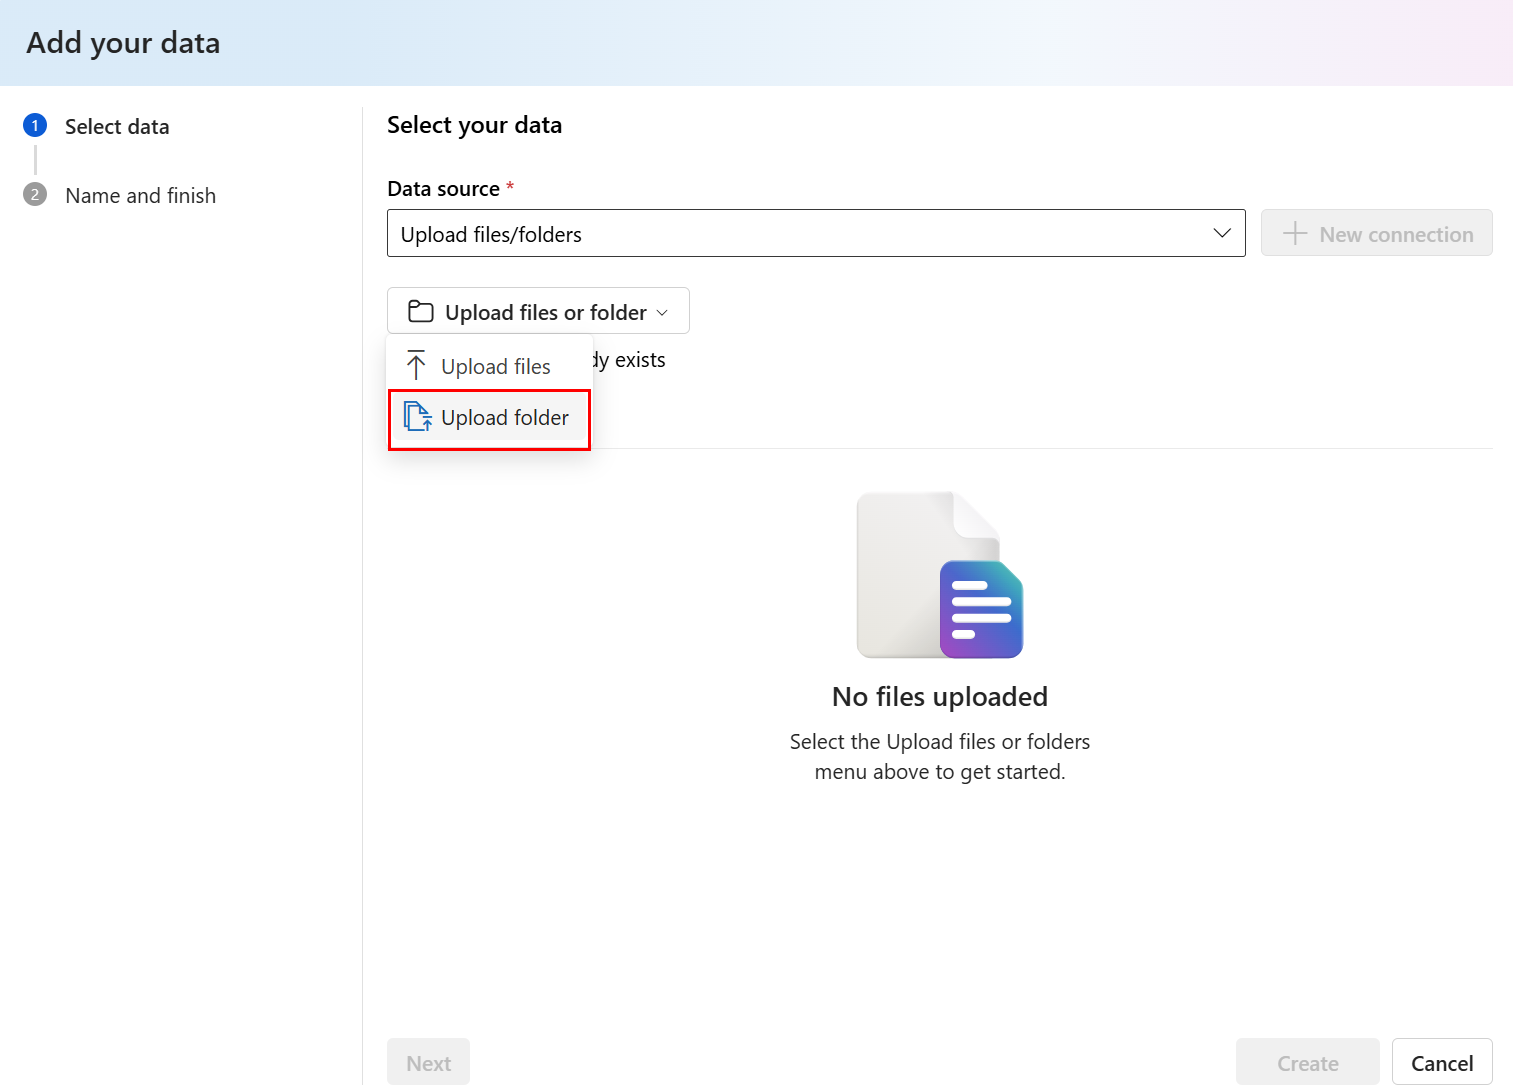 Add your data
1 Select data
2 Name and finish
Select your data
Data source *
Upload files/folders
New connection
Upload files or folder
Upload files
exists
Upload folder
No files uploaded
Select the Upload files or folders
menu above to get started.
Next
Create
Cancel